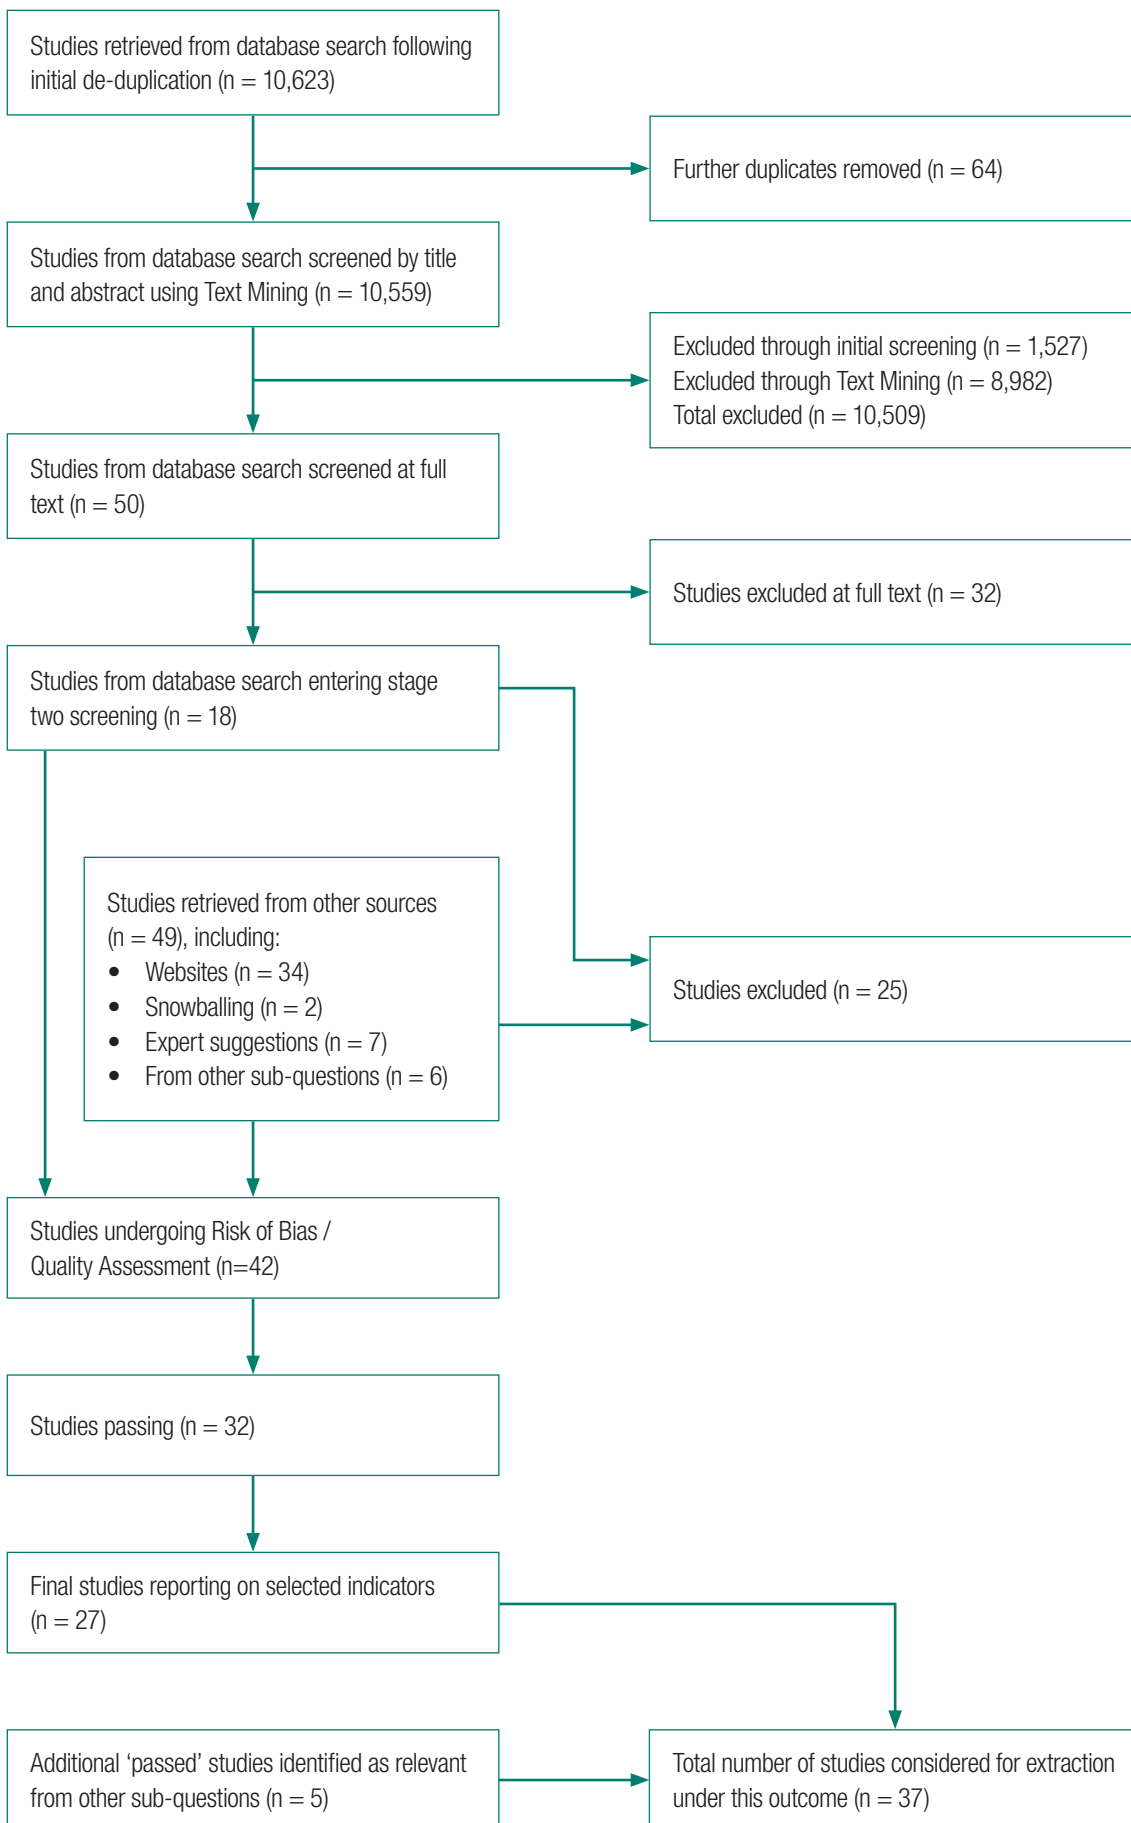 Studies retrieved from database search following
initial de-duplication (n = 10,623)
Further duplicates removed (n = 64)
Studies from database search screened by title
and abstract using Text Mining (n = 10,559)
Excluded through initial screening (n = 1,527)
Excluded through Text Mining (n = 8,982)
Total excluded (n = 10,509)
Studies from database search screened at full
text (n = 50)
Studies excluded at full text (n = 32)
Studies from database search entering stage
two screening (n = 18)
Studies retrieved from other sources
(n = 49), including:
• Websites (n = 34)
• Snowballing (n = 2)
• Expert suggestions (n = 7)
• From other sub-questions (n = 6)
Studies excluded (n = 25)
Studies undergoing Risk of Bias /
Quality Assessment (n=42)
Studies passing (n = 32)
Final studies reporting on selected indicators
(n = 27)
Additional ‘passed’ studies identified as relevant
from other sub-questions (n = 5)
Total number of studies considered for extraction
under this outcome (n = 37)